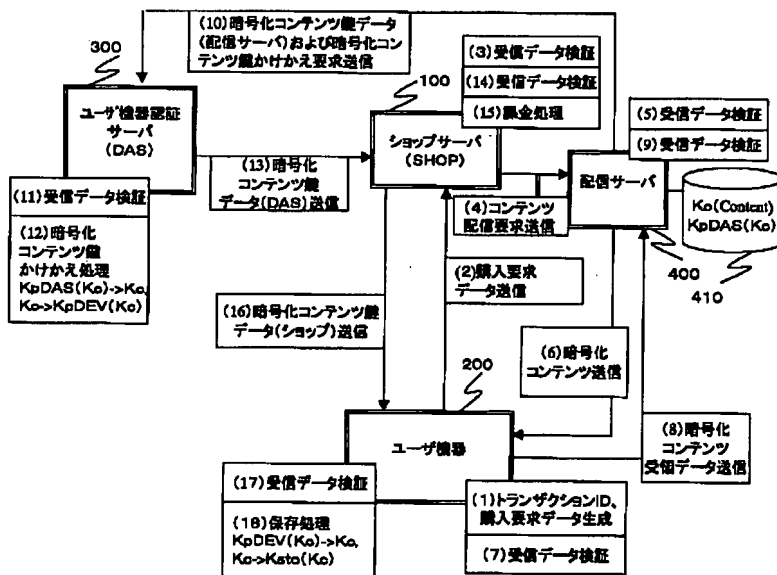 (10)暗号化コンテンツ鍵データ
(配信サーバ)および暗号化コン
テンツ鍵かけかえ要求送信
300
ユーザ機器認証
サーバ
(DAS)
100
ショップサーバ
(SHOP)
(3)受信データ検証
(14)受信データ検証
(15)課金処理
(5)受信データ検証
(9)受信データ検証
配信サーバ
400
Kc(Content)
KpDAS(Kc)
410
(13)暗号化
コンテンツ鍵
データ(DAS)送信
(4)コンテンツ
配信要求送信
(11)受信データ検証
(12)暗号化
コンテンツ鍵
かけかえ処理
KpDAS(Kc)->Kc,
Kc->KpDEV(Kc)
(2)購入要求
データ送信
(16)暗号化コンテンツ鍵
データ(ショップ)送信
(6)暗号化
コンテンツ送信
200
ユーザ機器
(8)暗号化
コンテンツ
受領データ送信
(17)受信データ検証
(18)保存処理
KpDEV(Kc)->Kc,
Kc->Ksto(Kc)
(1)トランザクションID、
購入要求データ生成
(7)受信データ検証